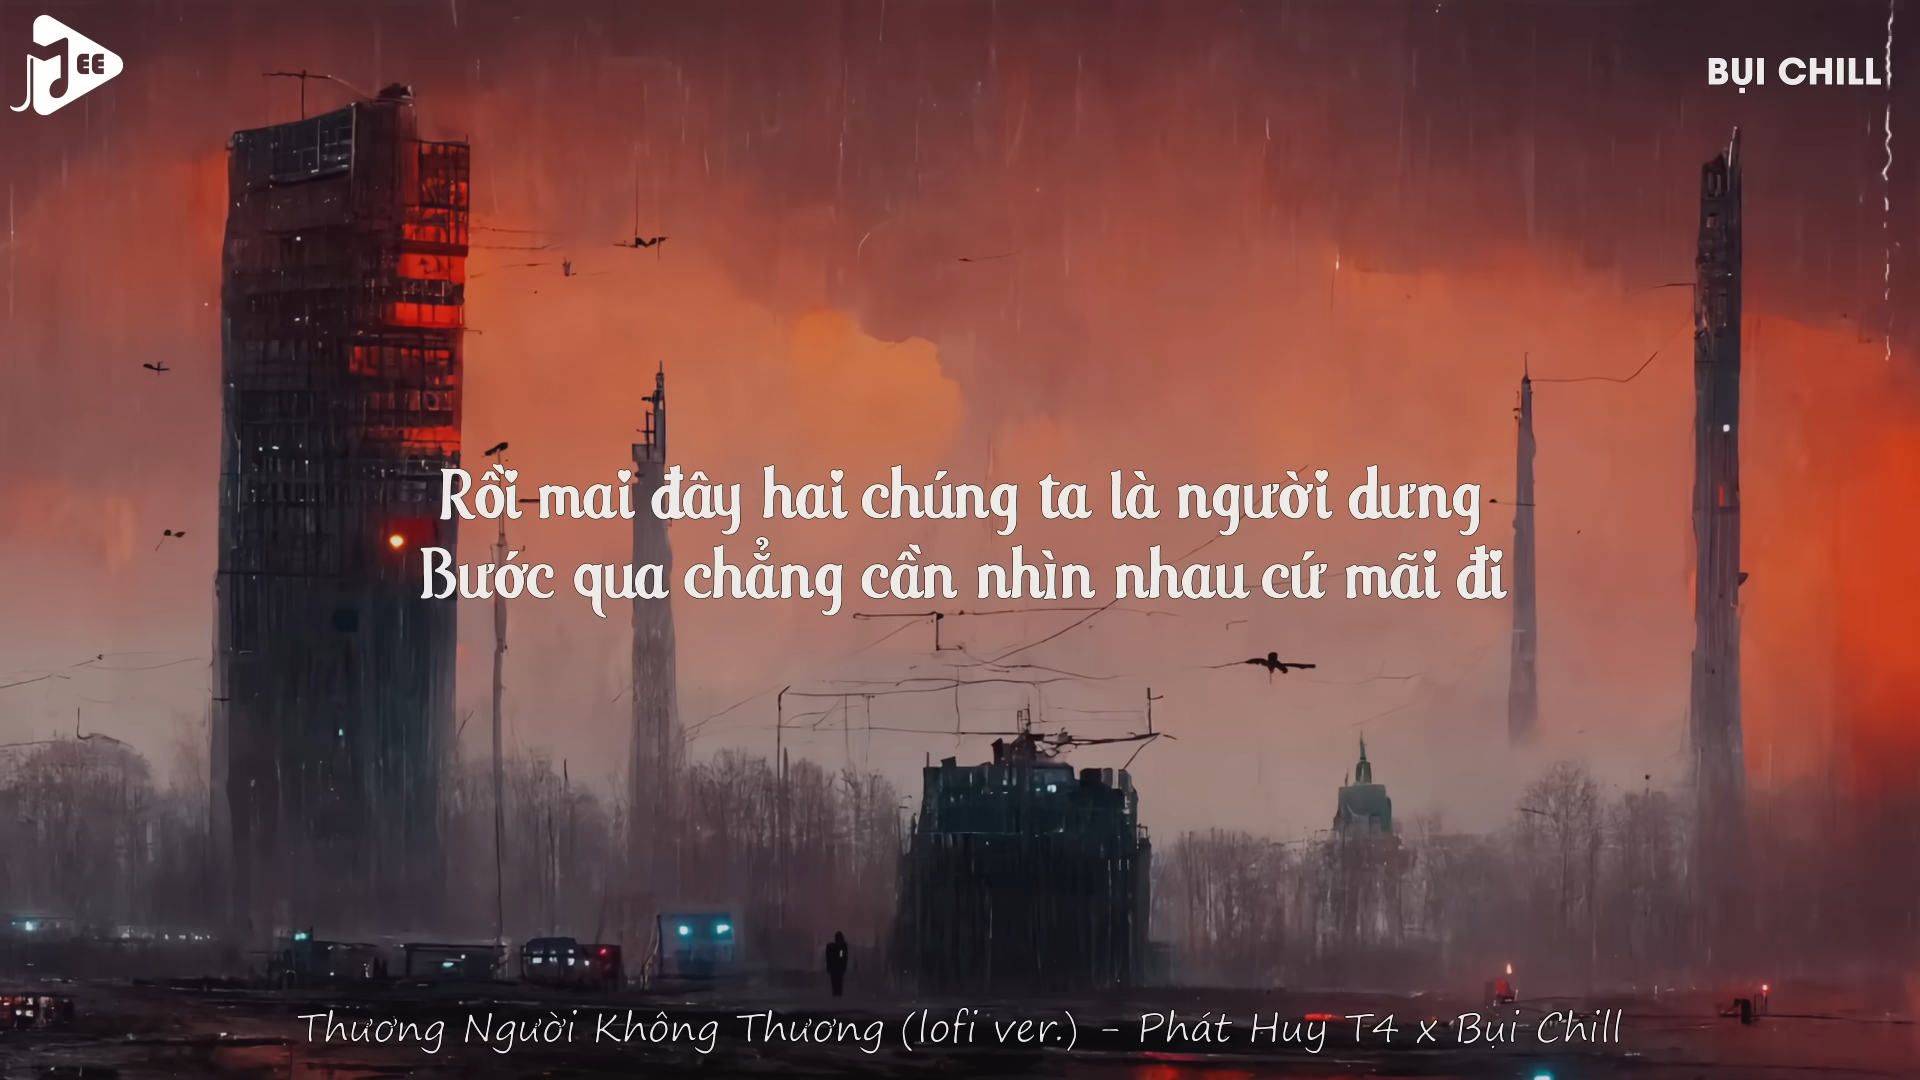 JEE
BỤI CHILL
Rồi mai đây hai chúng ta là người dưng
Bước qua chẳng cần nhìn nhau cứ mãi đi
Thương Người Không Thương (lofi ver.) - Phát Huy T4 x Bụi Chill